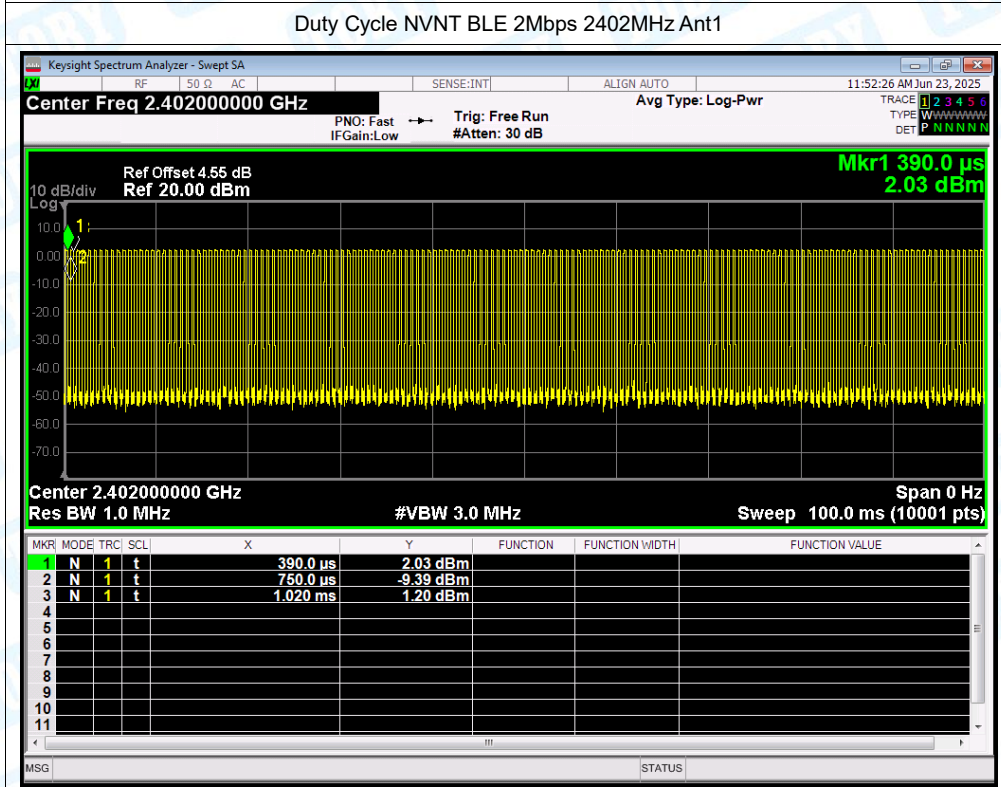 Duty Cycle NVNT BLE 2Mbps 2402MHz Ant1
Keysight Spectrum Analyzer - Swept SA
LXI RF 50 Ω AC SENSE:INT ALIGN AUTO 11:52:26 AM Jun 23, 2025
Center Freq 2.402000000 GHz Avg Type: Log-Pwr TRACE 1 2 3 4 5 6
PNO: Fast Trig: Free Run TYPE WWWWWW
IFGain:Low #Atten: 30 dB DET P N N N N N
Mkr1 390.0 µs
Ref Offset 4.55 dB
10 dB/div Ref 20.00 dBm 2.03 dBm
Log
10.0
1
0.00
2
-10.0
-20.0
-30.0
-40.0
-50.0
-60.0
-70.0
Center 2.402000000 GHz Span 0 Hz
Res BW 1.0 MHz #VBW 3.0 MHz Sweep 100.0 ms (10001 pts)
MKR MODE TRC SCL X Y FUNCTION FUNCTION WIDTH FUNCTION VALUE
1 N 1 t 390.0 µs 2.03 dBm
2 N 1 t 750.0 µs -9.39 dBm
3 N 1 t 1.020 ms 1.20 dBm
4
5
6
7
8
9
10
11
MSG STATUS